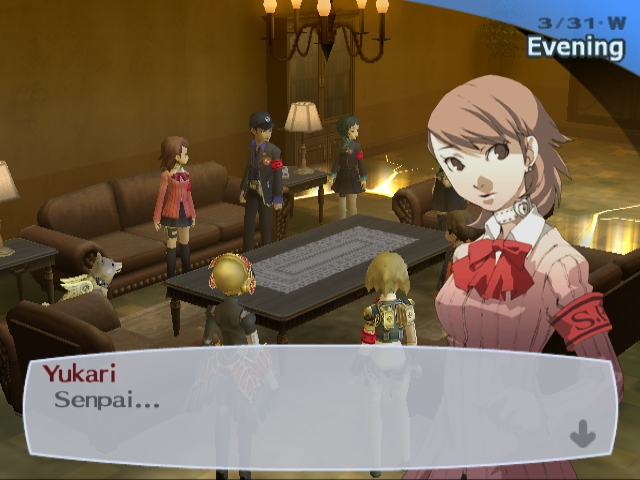 3/31・W
Evening
S.
Yukari
Senpai...